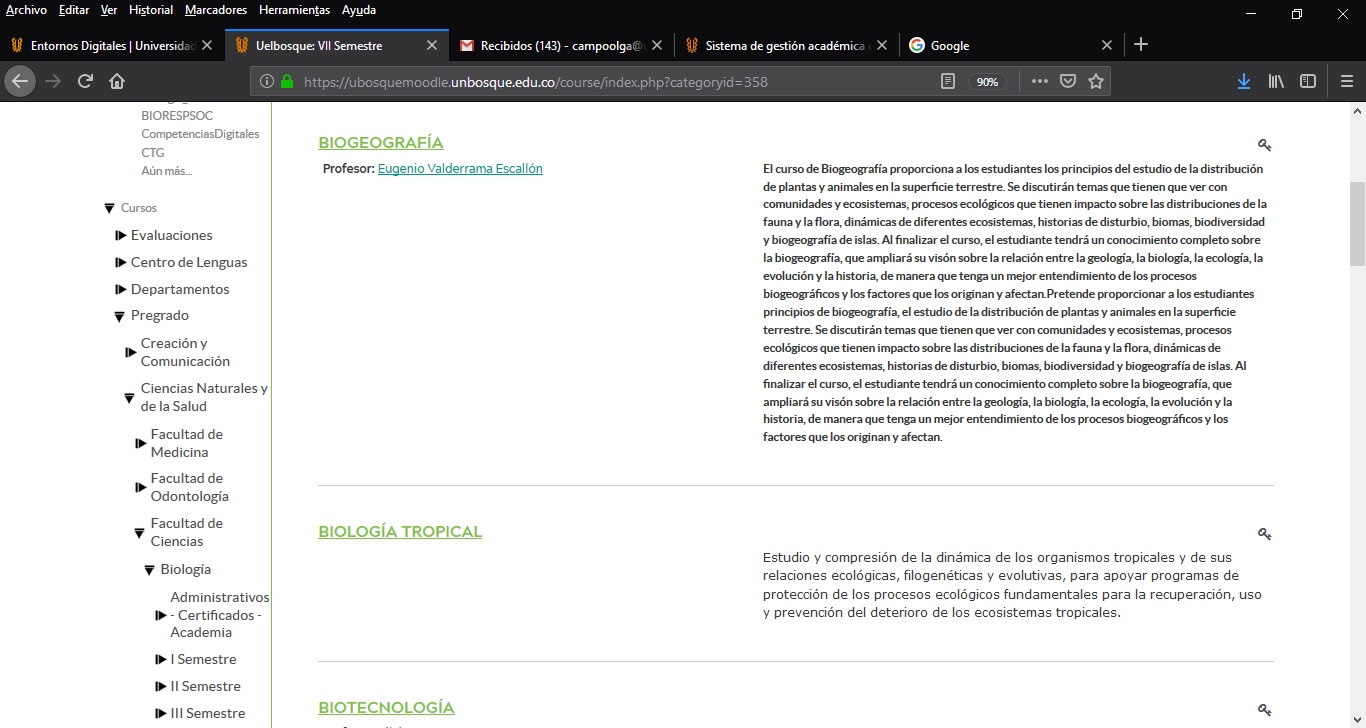 Archivo Editar Ver Historial Marcadores Herramientas Ayuda
Entornos Digitales | Universidad
Uelbosque: VII Semestre
Recibidos (143) - campoolga@
Sistema de gestión académica
Google
https://ubosquemoodle.unbosque.edu.co/course/index.php?categoryid=358
90%
BIORESPSOC
CompetenciasDigitales
CTG
Aún más...
Cursos
Evaluaciones
Centro de Lenguas
Departamentos
Pregrado
Creación y
Comunicación
Ciencias Naturales y
de la Salud
Facultad de
Medicina
Facultad de
Odontología
Facultad de
Ciencias
Biología
Administrativos
- Certificados -
Academia
I Semestre
II Semestre
III Semestre
BIOGEOGRAFÍA
Profesor: Eugenio Valderrama Escallón
El curso de Biogeografía proporciona a los estudiantes los principios del estudio de la distribución
de plantas y animales en la superficie terrestre. Se discutirán temas que tienen que ver con
comunidades y ecosistemas, procesos ecológicos que tienen impacto sobre las distribuciones de la
fauna y la flora, dinámicas de diferentes ecosistemas, historias de disturbio, biomas, biodiversidad
y biogeografía de islas. Al finalizar el curso, el estudiante tendrá un conocimiento completo sobre
la biogeografía, que ampliará su visón sobre la relación entre la geología, la biología, la ecología, la
evolución y la historia, de manera que tenga un mejor entendimiento de los procesos
biogeográficos y los factores que los originan y afectan.Pretende proporcionar a los estudiantes
principios de biogeografía, el estudio de la distribución de plantas y animales en la superficie
terrestre. Se discutirán temas que tienen que ver con comunidades y ecosistemas, procesos
ecológicos que tienen impacto sobre las distribuciones de la fauna y la flora, dinámicas de
diferentes ecosistemas, historias de disturbio, biomas, biodiversidad y biogeografía de islas. Al
finalizar el curso, el estudiante tendrá un conocimiento completo sobre la biogeografía, que
ampliará su visón sobre la relación entre la geología, la biología, la ecología, la evolución y la
historia, de manera que tenga un mejor entendimiento de los procesos biogeográficos y los
factores que los originan y afectan.
BIOLOGÍA TROPICAL
Estudio y compresión de la dinámica de los organismos tropicales y de sus
relaciones ecológicas, filogenéticas y evolutivas, para apoyar programas de
protección de los procesos ecológicos fundamentales para la recuperación, uso
y prevención del deterioro de los ecosistemas tropicales.
BIOTECNOLOGÍA